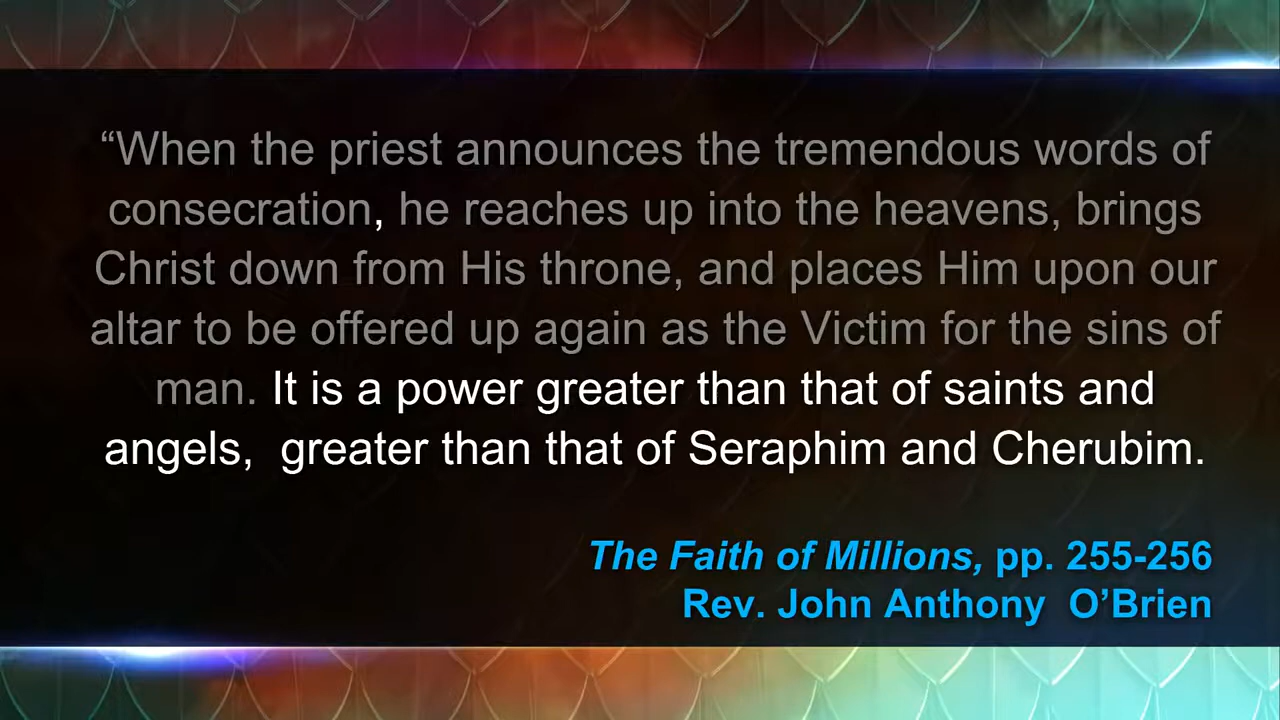 “When the priest announces the tremendous words of
consecration, he reaches up into the heavens, brings
Christ down from His throne, and places Him upon our
altar to be offered up again as the Victim for the sins of
man. It is a power greater than that of saints and
angels,  greater than that of Seraphim and Cherubim.
The Faith of Millions, pp. 255-256
Rev. John Anthony  O’Brien